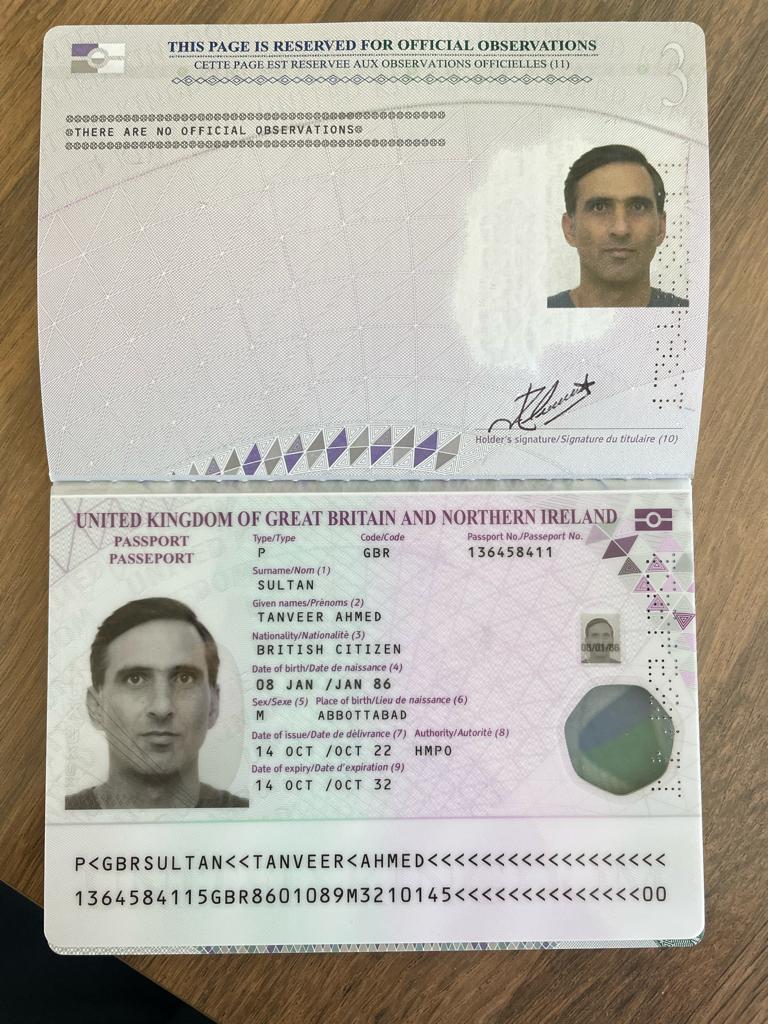 THIS PAGE IS RESERVED FOR OFFICIAL OBSERVATIONS
CETTE PAGE EST RESERVEE AUX OBSERVATIONS OFFICIELLES (11)
3
THERE ARE NO OFFICIAL OBSERVATIONS
Holder's signature/Signature du titulaire (10)
UNITED KINGDOM OF GREAT BRITAIN AND NORTHERN IRELAND
PASSPORT
PASSEPORT
Type/Type Code/Code Passport No./Passeport No.
P GBR 136458411
Surname/Nom (1)
SULTAN
Given names/Prénoms (2)
TANVEER AHMED
Nationality/Nationalité (3)
BRITISH CITIZEN
Date of birth/Date de naissance (4)
08 JAN /JAN 86
Sex/Sexe (5) Place of birth/Lieu de naissance (6)
M ABBOTTABAD
Date of issue/Date de délivrance (7) Authority/Autorité (8)
14 OCT /OCT 22 HMPO
Date of expiry/Date d'expiration (9)
14 OCT /OCT 32
08/01/86
P<GBRSULTAN<<TANVEER<AHMED<<<<<<<<<<<<<<<<<<
1364584115GBR8601089M3210145<<<<<<<<<<<<<<00